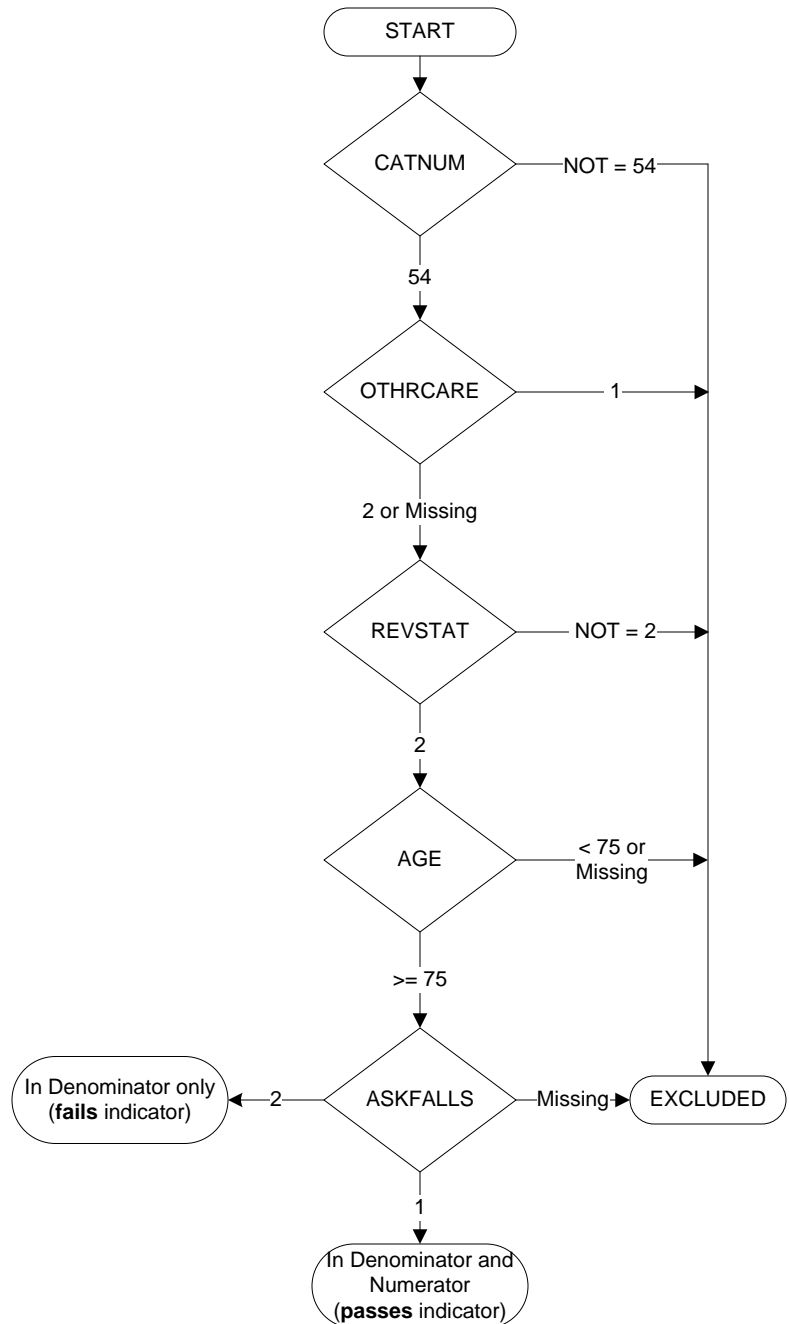 START
CATNUM
NOT = 54
54
OTHRCARE
1
2 or Missing
REVSTAT
NOT = 2
2
AGE
< 75 or
Missing
>= 75
In Denominator only
(fails indicator)
2
ASKFALLS
Missing
EXCLUDED
1
In Denominator and
Numerator
(passes indicator)